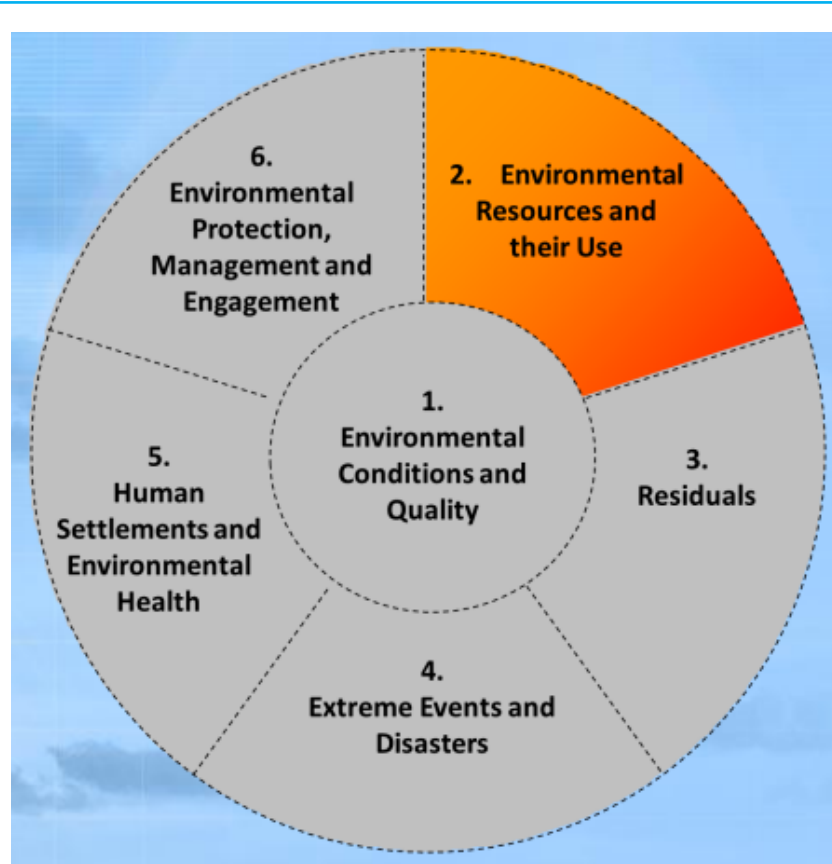 6.
Environmental
Protection,
Management and
Engagement
2. Environmental
Resources and
their Use
1.
Environmental
Conditions and
Quality
3.
Residuals
5.
Human
Settlements and
Environmental
Health
4.
Extreme Events and
Disasters